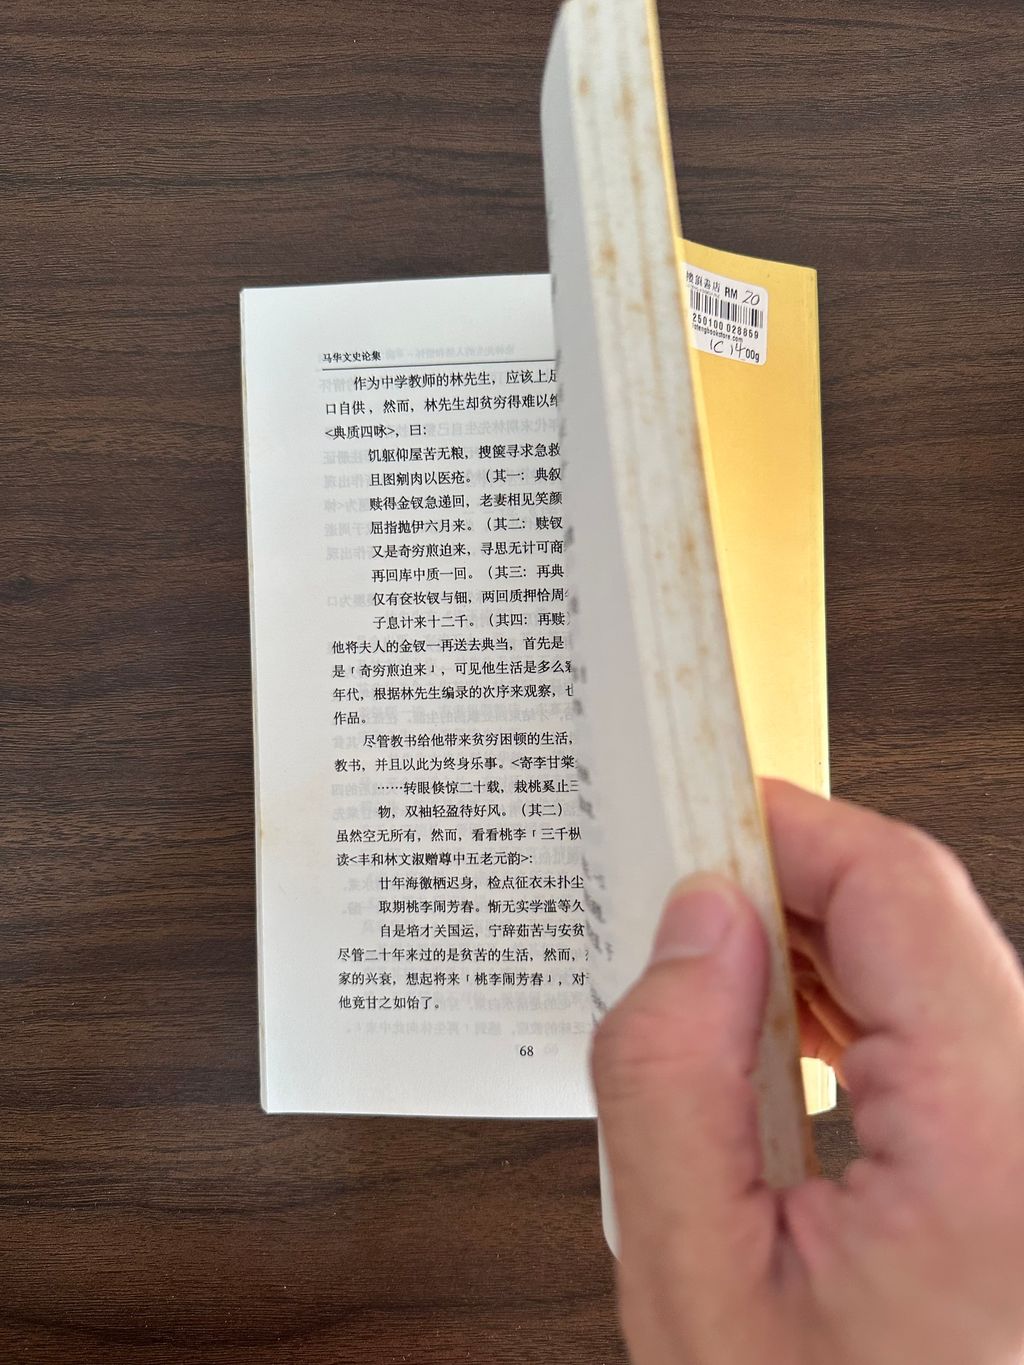 马华文史论集
作为中学教师的林先生，应该上足
口自供，然而，林先生却贫穷得难以维
<典质四咏>，曰：
饥躯仰屋苦无粮，搜箧寻求急救
且图剜肉以医疮。（其一：典叙
赎得金钗急递回，老妻相见笑颜
屈指抛伊六月来。（其二：赎钗
又是奇穷煎迫来，寻思无计可商
再回库中质一回。（其三：再典
仅有奁妆钗与钿，两回质押恰周
子息计来十二千。（其四：再赎）
他将夫人的金钗一再送去典当，首先是
是「奇穷煎迫来」，可见他生活是多么窘
年代，根据林先生编录的次序来观察，也
作品。
尽管教书给他带来贫穷困顿的生活，
教书，并且以此为终身乐事。<寄李甘棠
……转眼倏惊二十载，栽桃奚止三
物，双袖轻盈待好风。（其二）
虽然空无所有，然而，看看桃李「三千枞
读<丰和林文淑赠尊中五老元韵>：
廿年海徼栖迟身，检点征衣未扑尘
取期桃李闹芳春。惭无实学滥等久
自是培才关国运，宁辞茹苦与安贫
尽管二十年来过的是贫苦的生活，然而，
家的兴衰，想起将来「桃李闹芳春」，对
他竟甘之如饴了。
68
RM 20
250100 028859
tengbookstore.com
(C) 14 00g